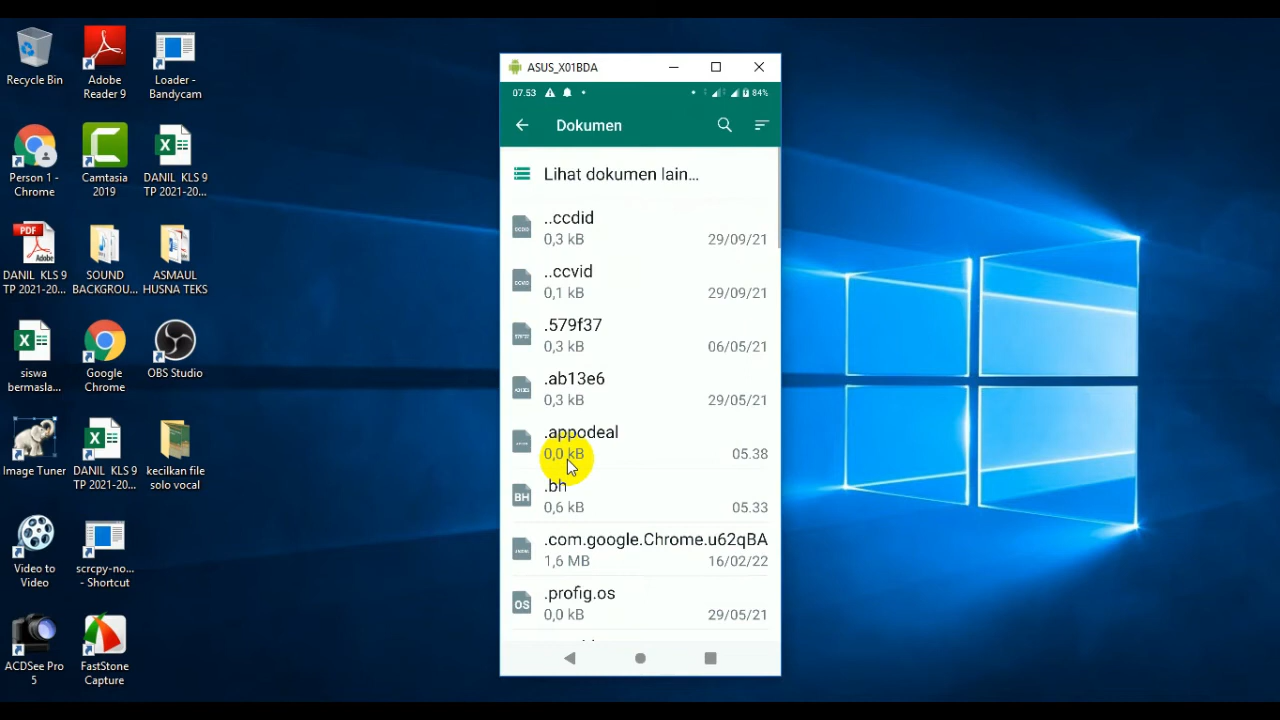 Recycle Bin
Adobe
Reader 9
Loader -
Bandycam
Person 1 -
Chrome
Camtasia
2019
DANIL KLS 9
TP 2021-20...
DANIL KLS 9
TP 2021-20...
SOUND
BACKGROU...
ASMAUL
HUSNA TEKS
siswa
bermasla...
Google
Chrome
OBS Studio
Image Tuner
DANIL KLS 9
TP 2021-20...
kecilkan file
solo vocal
Video to
Video
scrcpy-no...
- Shortcut
ACDSee Pro
5
FastStone
Capture
ASUS_X01BDA
07.53
84%
Dokumen
Lihat dokumen lain...
..ccdid
0,3 kB 29/09/21
..ccvid
0,1 kB 29/09/21
.579f37
0,3 kB 06/05/21
.ab13e6
0,3 kB 29/05/21
.appodeal
0,0 kB 05.38
BH
.bh
0,6 kB 05.33
.com.google.Chrome.u62qBA
1,6 MB 16/02/22
OS
.profig.os
0,0 kB 29/05/21